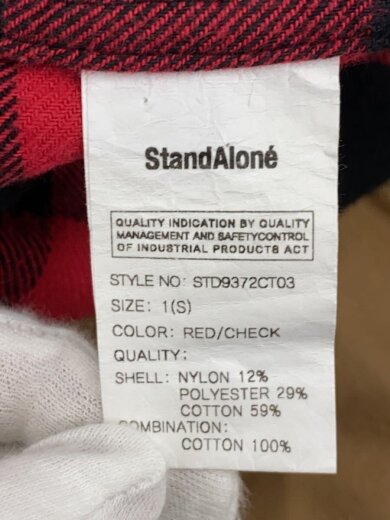 StandAloné
QUALITY INDICATION BY QUALITY
MANAGEMENT AND SAFETYCONTROL
OF INDUSTRIAL PRODUCTS ACT
STYLE NO: STD9372CT03
SIZE: 1(S)
COLOR: RED/CHECK
QUALITY:
SHELL: NYLON 12%
POLYESTER 29%
COTTON 59%
COMBINATION:
COTTON 100%